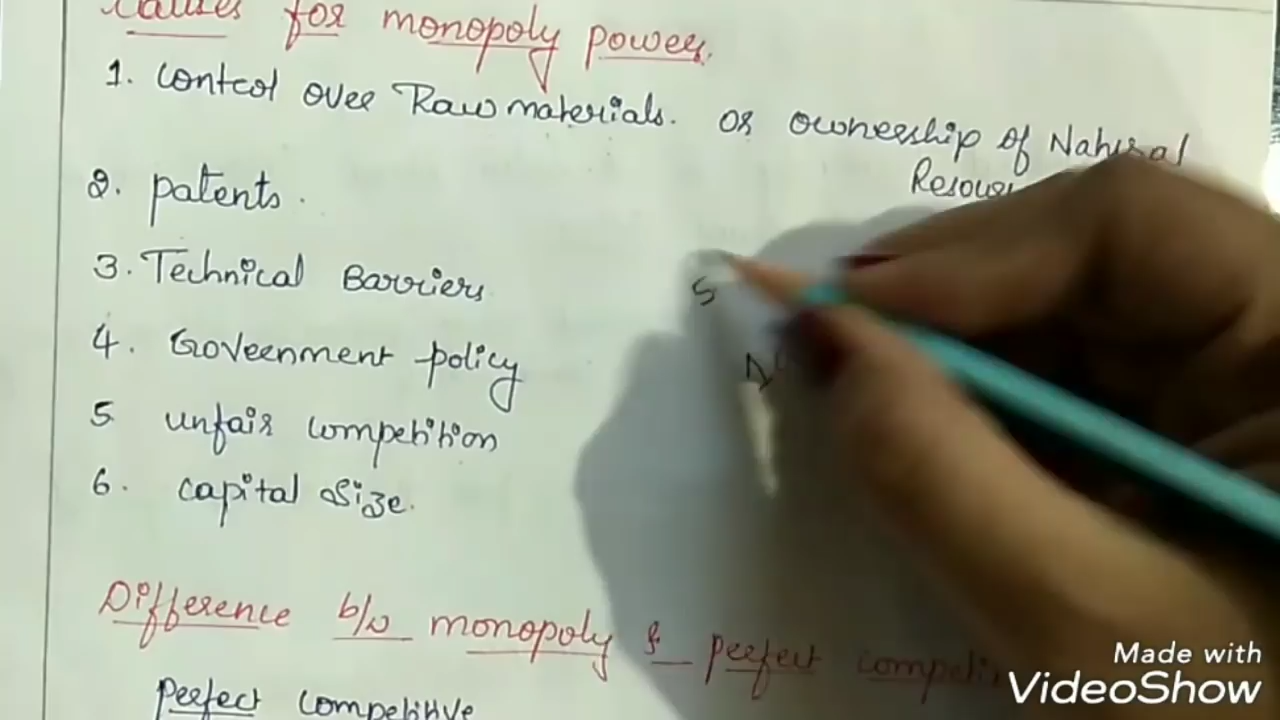 Causes for monopoly power.
1. Control over Raw materials. or ownership of Natural
Resour
2. patents.
3. Technical Barriers
4. Government policy
5 unfair competition
6. capital size.
S
Difference b/w monopoly & perfect competi
perfect competitive
Made with
VideoShow